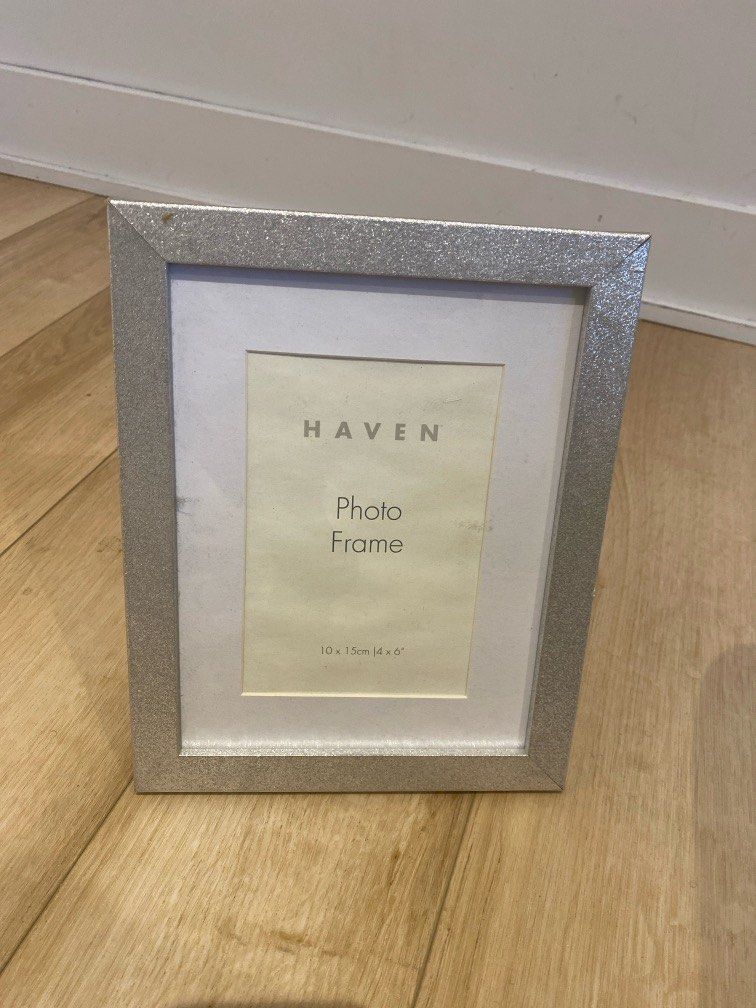 HAVEN
Photo
Frame
10 x 15cm |4 x 6"